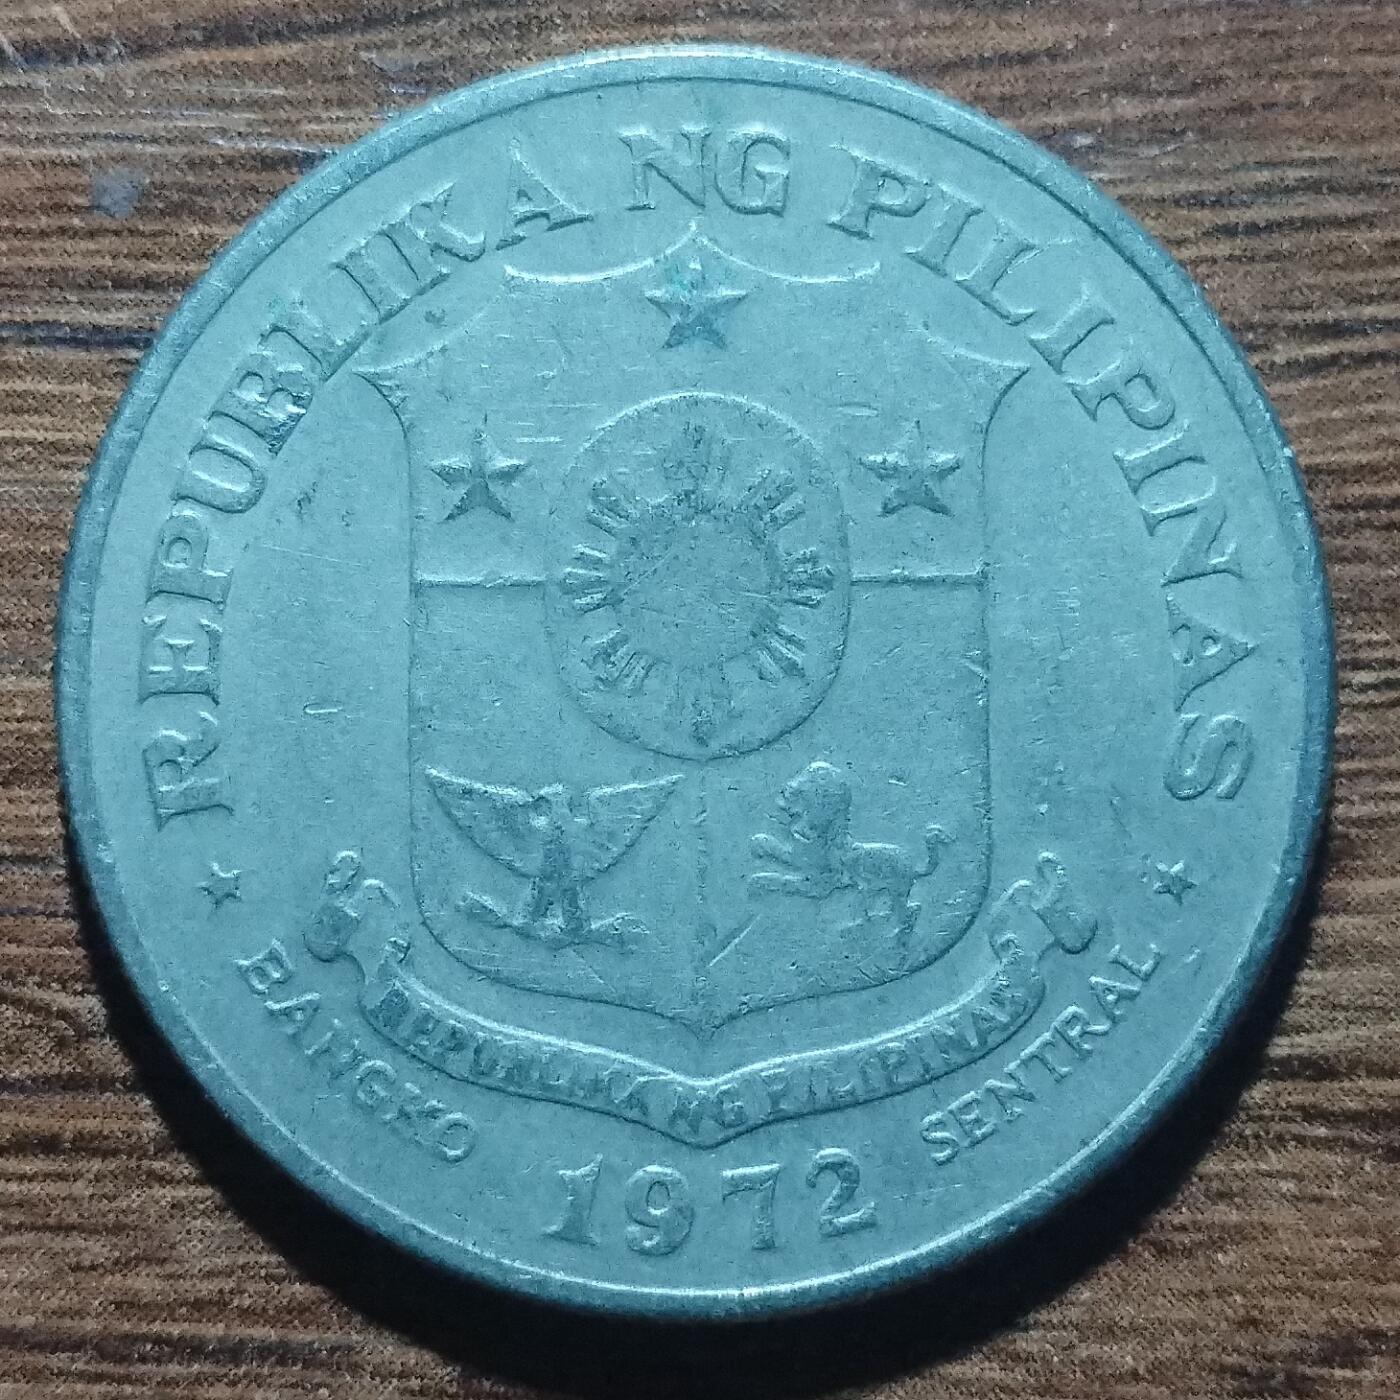 REPUBLIKA NG PILIPINAS
REPUBLIKA NG PILIPINAS
BANGKO SENTRAL
1972